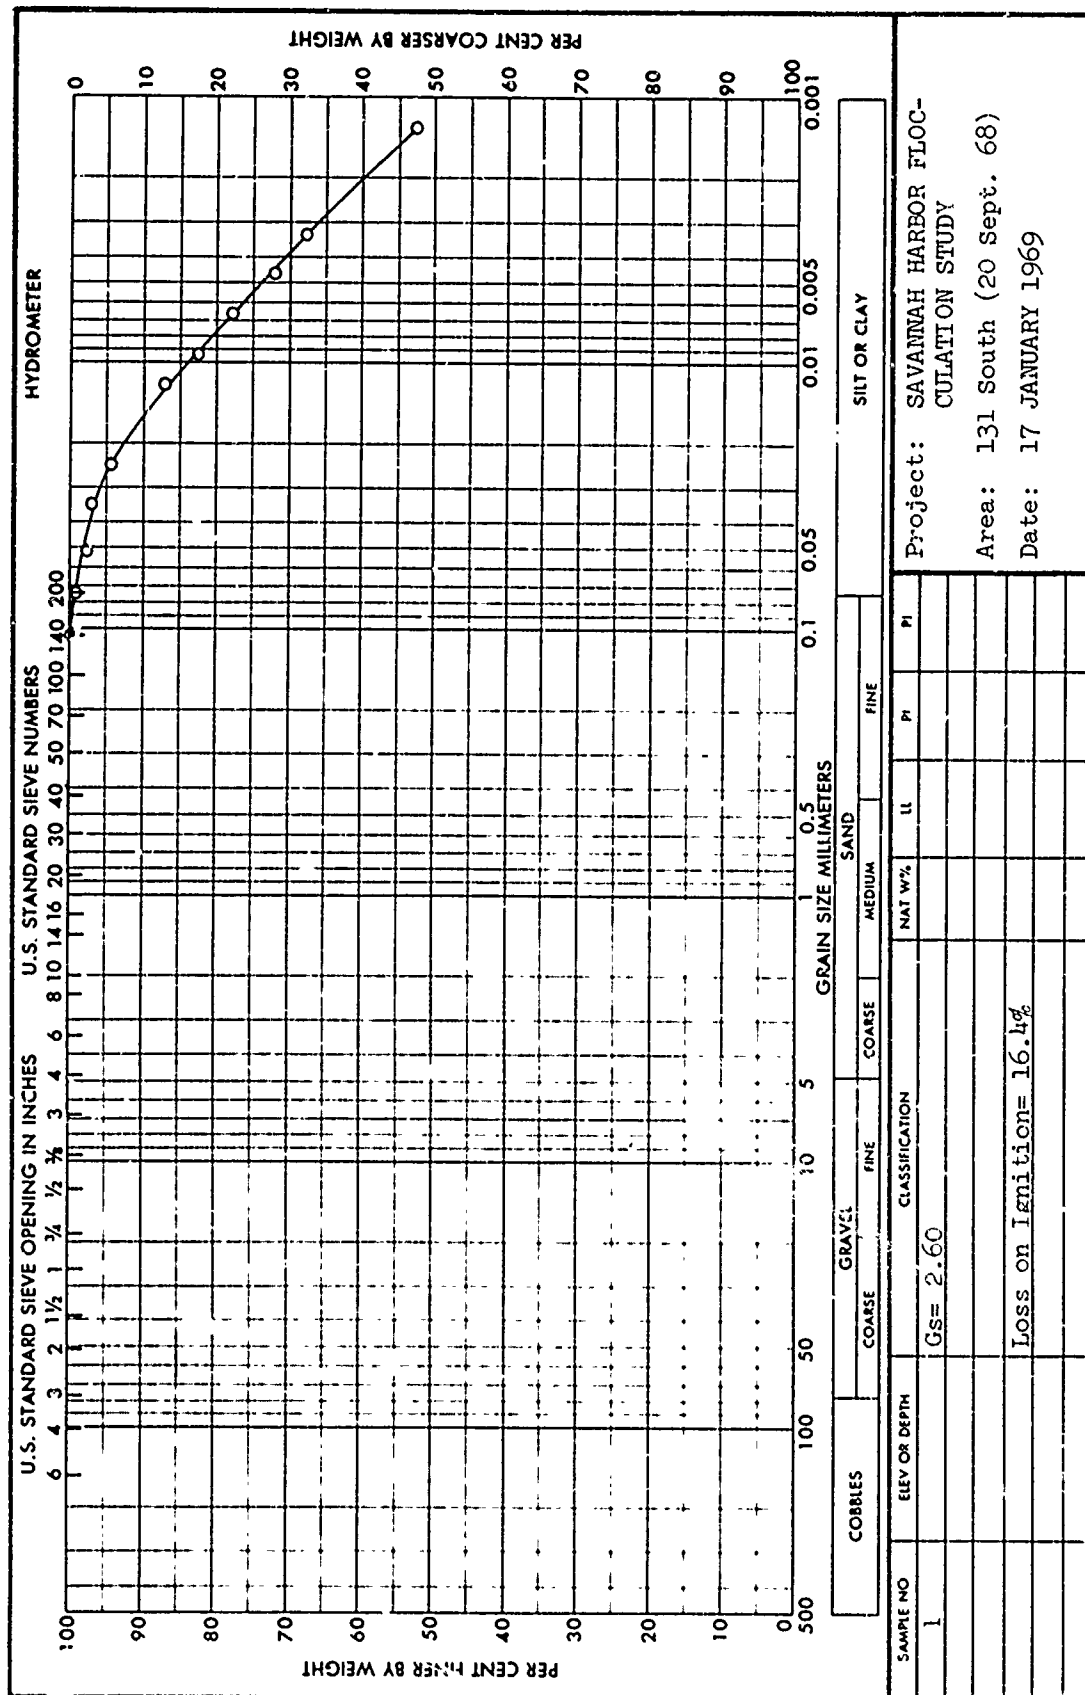 U.S. STANDARD SIEVE OPENING IN INCHES U.S. STANDARD SIEVE NUMBERS HYDROMETER
6 4 3 2 1½ 1 ¾ ½ ⅜ 3 4 6 8 10 14 16 20 30 40 50 70 100 140 200
PER CENT FINER BY WEIGHT
100
90
80
70
60
50
40
30
20
10
0
PER CENT COARSER BY WEIGHT
0
10
20
30
40
50
60
70
80
90
100
500 100 50 10 5 1 0.5 0.1 0.05 0.01 0.005 0.001
GRAIN SIZE MILLIMETERS
COBBLES GRAVEL SAND SILT OR CLAY
COARSE FINE COARSE MEDIUM FINE
SAMPLE NO ELEV OR DEPTH CLASSIFICATION NAT W% LL Pl PI
1 Gs= 2.60
Loss on Ignition= 16.4%
Project: SAVANNAH HARBOR FLOC-
CULATION STUDY
Area: 131 South (20 Sept. 68)
Date: 17 JANUARY 1969